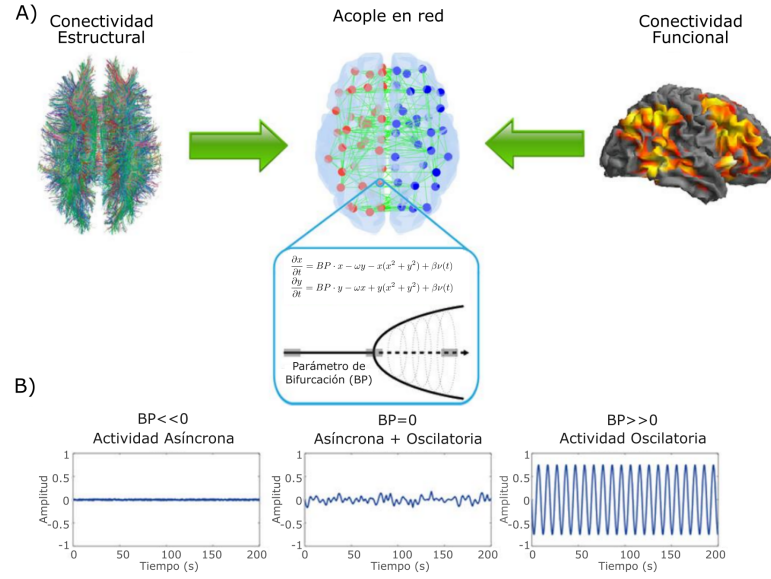 A)
Conectividad
Estructural
Acople en red
Conectividad
Funcional
∂x/∂t = BP · x − ωy − x(x² + y²) + βν(t)
∂y/∂t = BP · y − ωx + y(x² + y²) + βν(t)
Parámetro de
Bifurcación (BP)
B)
BP<<0
Actividad Asíncrona
BP=0
Asíncrona + Oscilatoria
BP>>0
Actividad Oscilatoria
Amplitud
1
0.5
0
-0.5
-1
0 50 100 150 200
Tiempo (s)
Amplitud
1
0.5
0
-0.5
-1
0 50 100 150 200
Tiempo (s)
Amplitud
1
0.5
0
-0.5
-1
0 50 100 150 200
Tiempo (s)